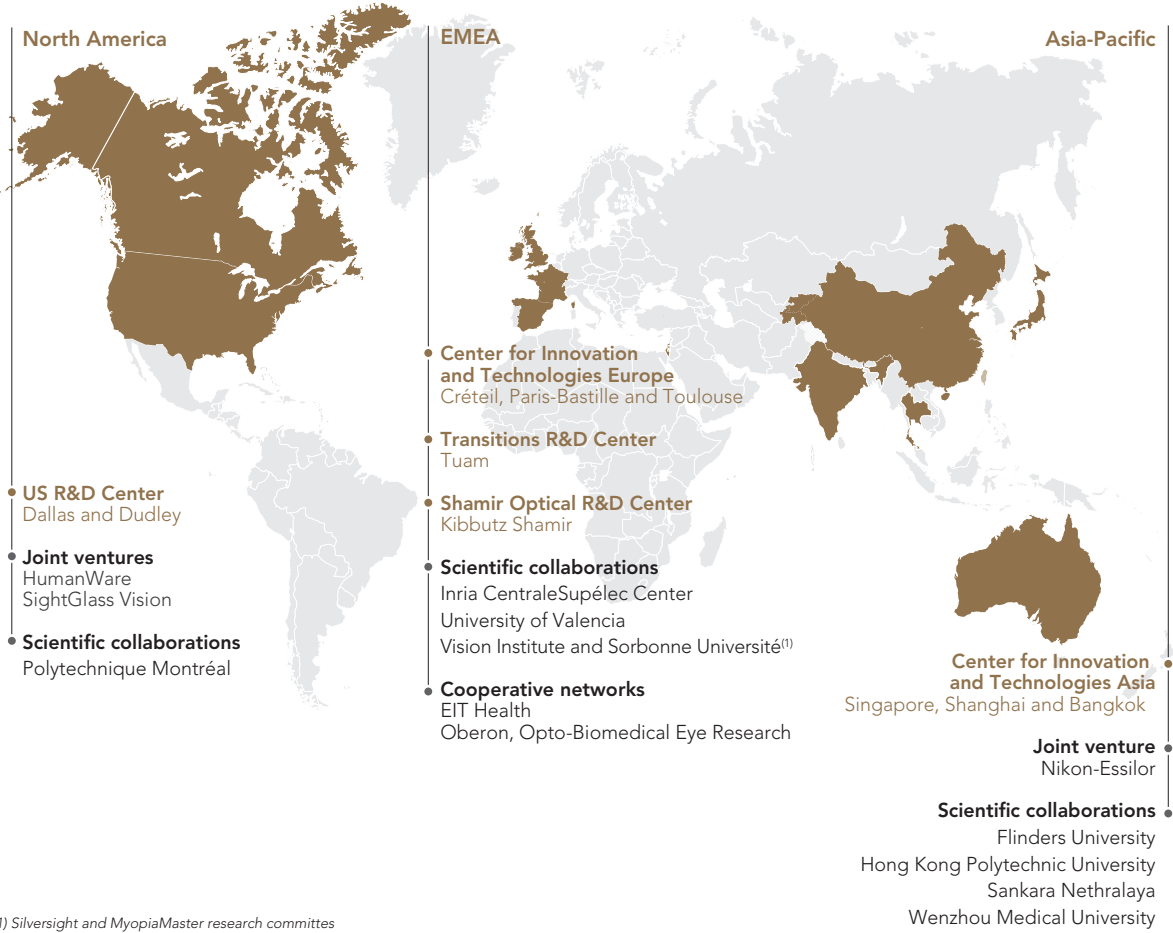 North America
US R&D Center
Dallas and Dudley
Joint ventures
HumanWare
SightGlass Vision
Scientific collaborations
Polytechnique Montréal
EMEA
Center for Innovation
and Technologies Europe
Créteil, Paris-Bastille and Toulouse
Transitions R&D Center
Tuam
Shamir Optical R&D Center
Kibbutz Shamir
Scientific collaborations
Inria CentraleSupélec Center
University of Valencia
Vision Institute and Sorbonne Université(1)
Cooperative networks
EIT Health
Oberon, Opto-Biomedical Eye Research
Asia-Pacific
Center for Innovation
and Technologies Asia
Singapore, Shanghai and Bangkok
Joint venture
Nikon-Essilor
Scientific collaborations
Flinders University
Hong Kong Polytechnic University
Sankara Nethralaya
Wenzhou Medical University
1) Silversight and MyopiaMaster research committes